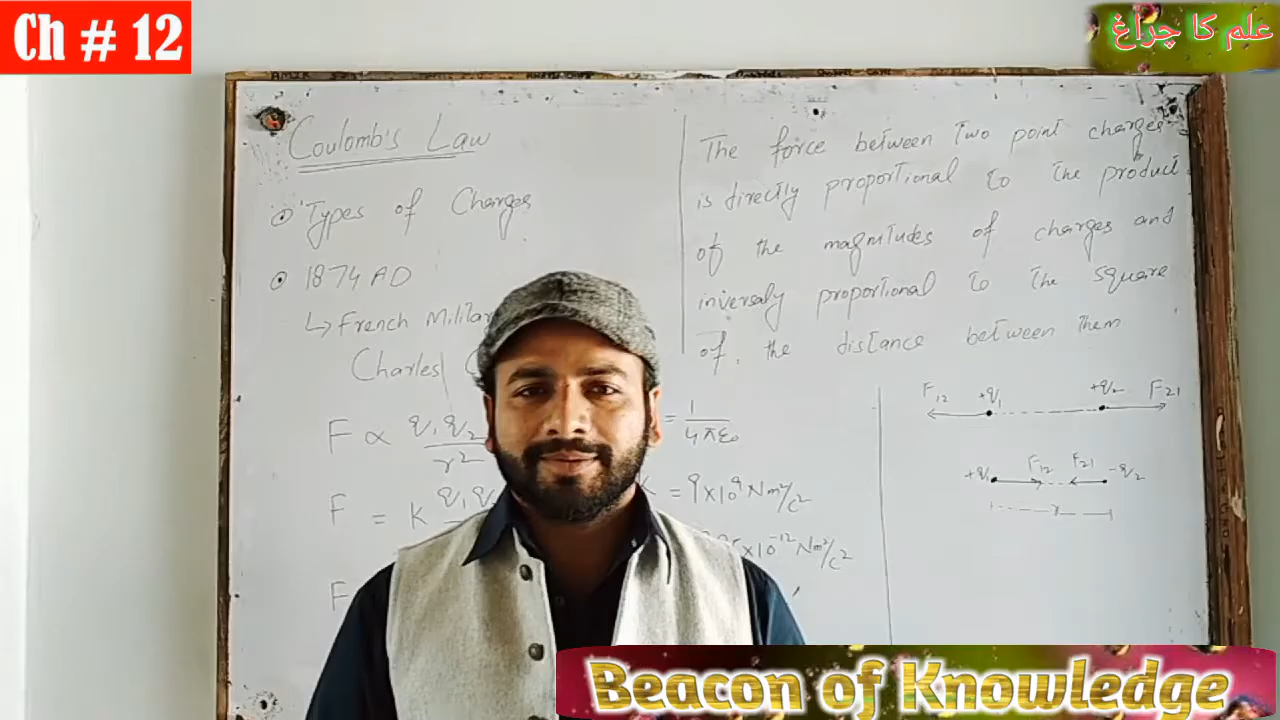 Ch # 12
علم کا چراغ
Coulomb's Law
Types of Charges
1874 AD
French Militar
Charles
F ∝ q₁q₂/r²
F = K q₁q
F
= 1/4πε₀
= 9×10⁹ Nm²/c²
×10⁻¹² Nm²/c²
The force between two point charges
is directly proportional to the product
of the magnitudes of charges and
inversaly proportional to the square
of the distance between them
F₁₂ +q₁ +q₂ F₂₁
+q₁ F₁₂ F₂₁ -q₂
r
Beacon of Knowledge